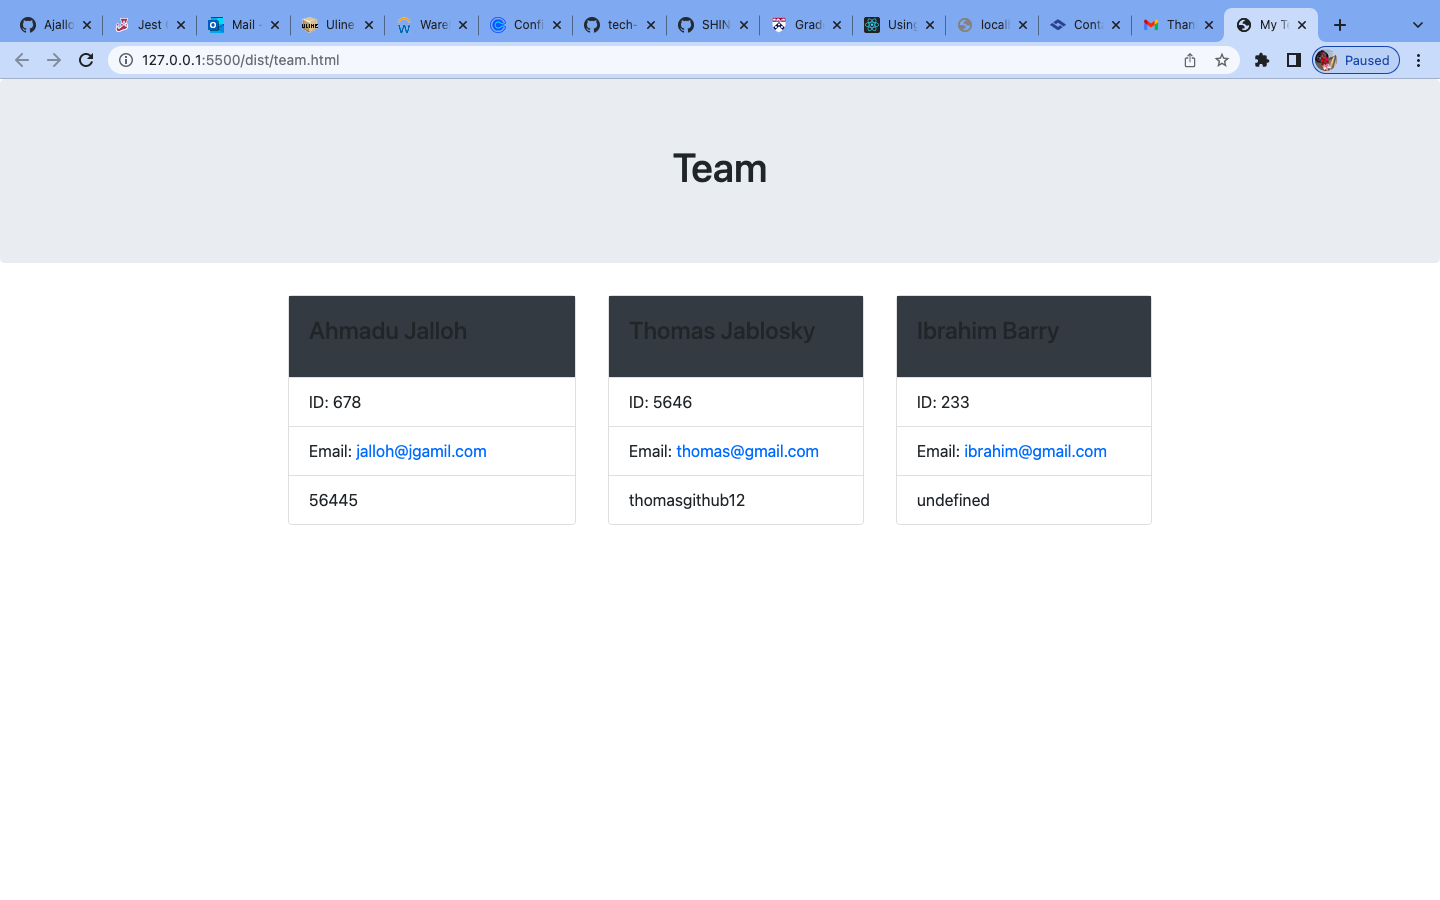 Ajallo
Jest
Mail -
Uline
Ware
Confi
tech-
SHIN
Grad
Using
locall
Conta
Than
My Te
127.0.0.1:5500/dist/team.html
Paused
Team
Ahmadu Jalloh
ID: 678
Email: jalloh@jgamil.com
56445
Thomas Jablosky
ID: 5646
Email: thomas@gmail.com
thomasgithub12
Ibrahim Barry
ID: 233
Email: ibrahim@gmail.com
undefined